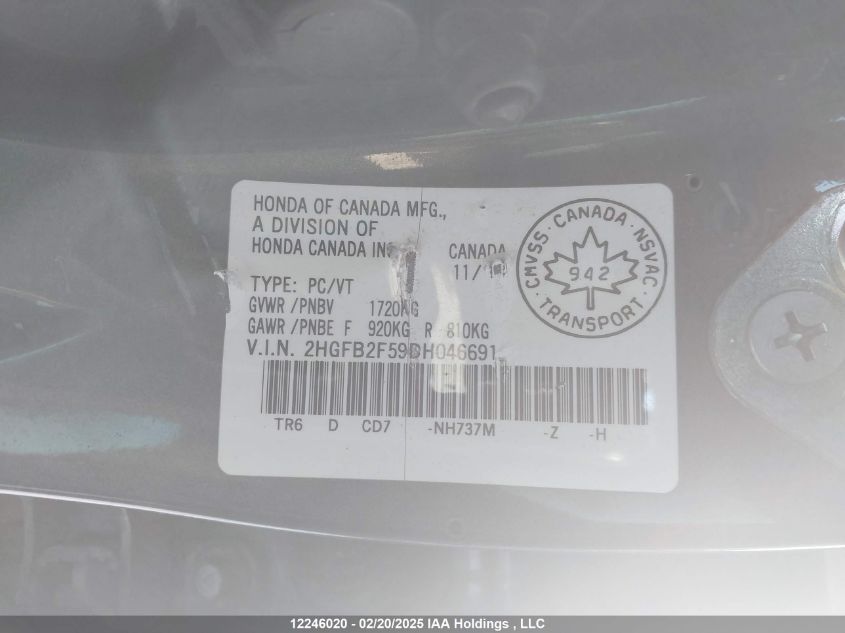 HONDA OF CANADA MFG.,
A DIVISION OF
HONDA CANADA
CANADA
11/
CMVSS · CANADA · NSVAC
942
· TRANSPORT ·
TYPE: PC/VT
GVWR /PNBV 1720KG
GAWR /PNBE F 920KG R 810KG
V.I.N. 2HGFB2F59DH046691
TR6 D CD7 -NH737M -Z -H
12246020 - 02/20/2025 IAA Holdings , LLC